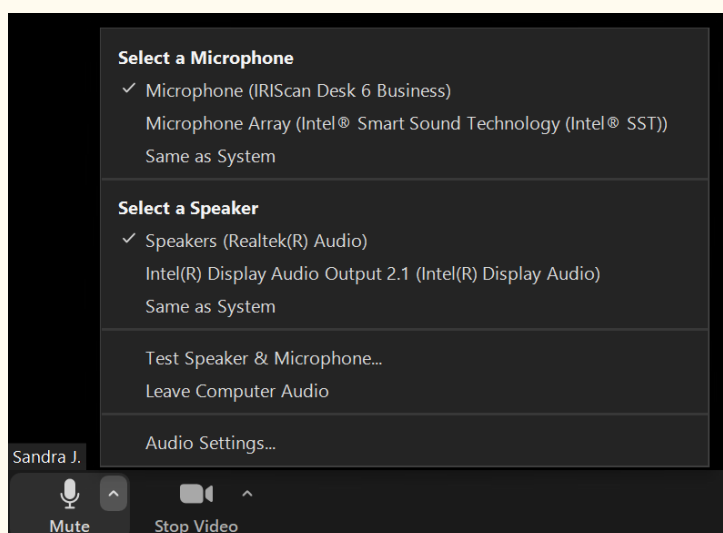 Select a Microphone
✓ Microphone (IRIScan Desk 6 Business)
Microphone Array (Intel® Smart Sound Technology (Intel® SST))
Same as System
Select a Speaker
✓ Speakers (Realtek(R) Audio)
Intel(R) Display Audio Output 2.1 (Intel(R) Display Audio)
Same as System
Test Speaker & Microphone...
Leave Computer Audio
Audio Settings...
Sandra J.
Mute Stop Video